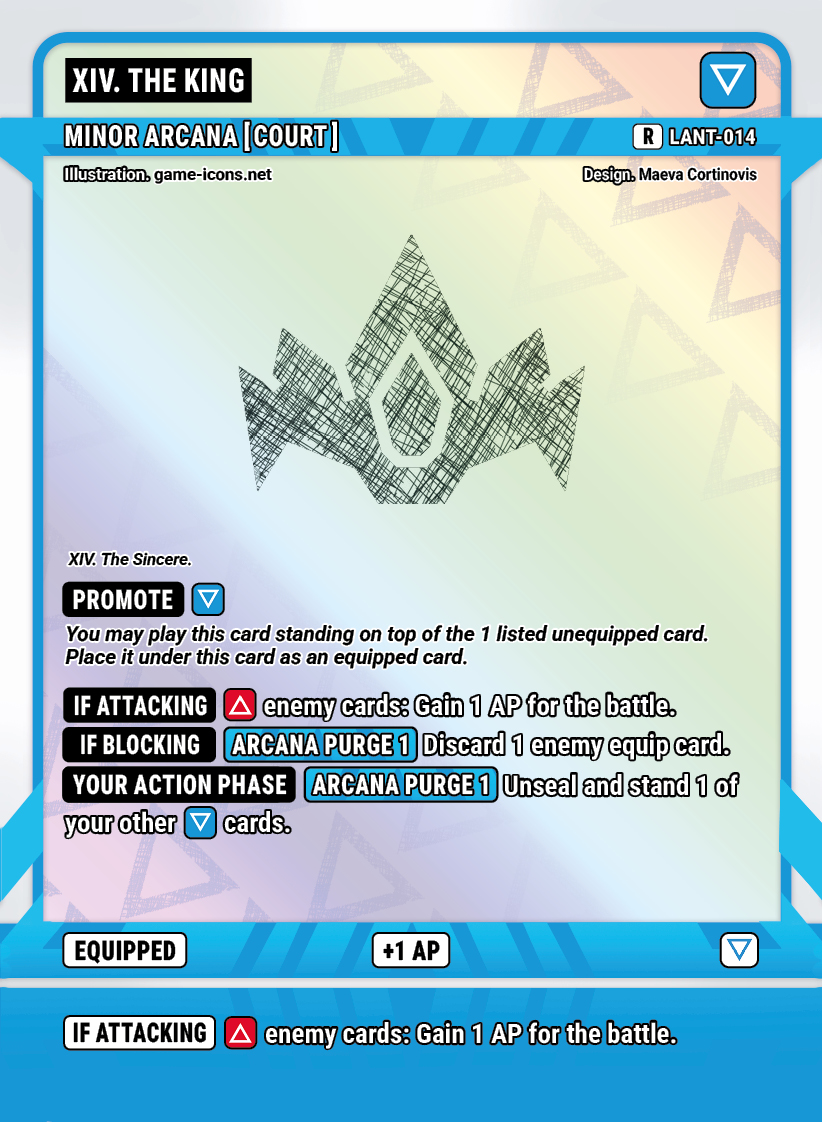 XIV. THE KING
MINOR ARCANA [COURT]
R LANT-014
Illustration. game-icons.net
Design. Maeva Cortinovis
XIV. The Sincere.
PROMOTE
You may play this card standing on top of the 1 listed unequipped card.
Place it under this card as an equipped card.
IF ATTACKING enemy cards: Gain 1 AP for the battle.
IF BLOCKING ARCANA PURGE 1 Discard 1 enemy equip card.
YOUR ACTION PHASE ARCANA PURGE 1 Unseal and stand 1 of
your other cards.
EQUIPPED +1 AP
IF ATTACKING enemy cards: Gain 1 AP for the battle.